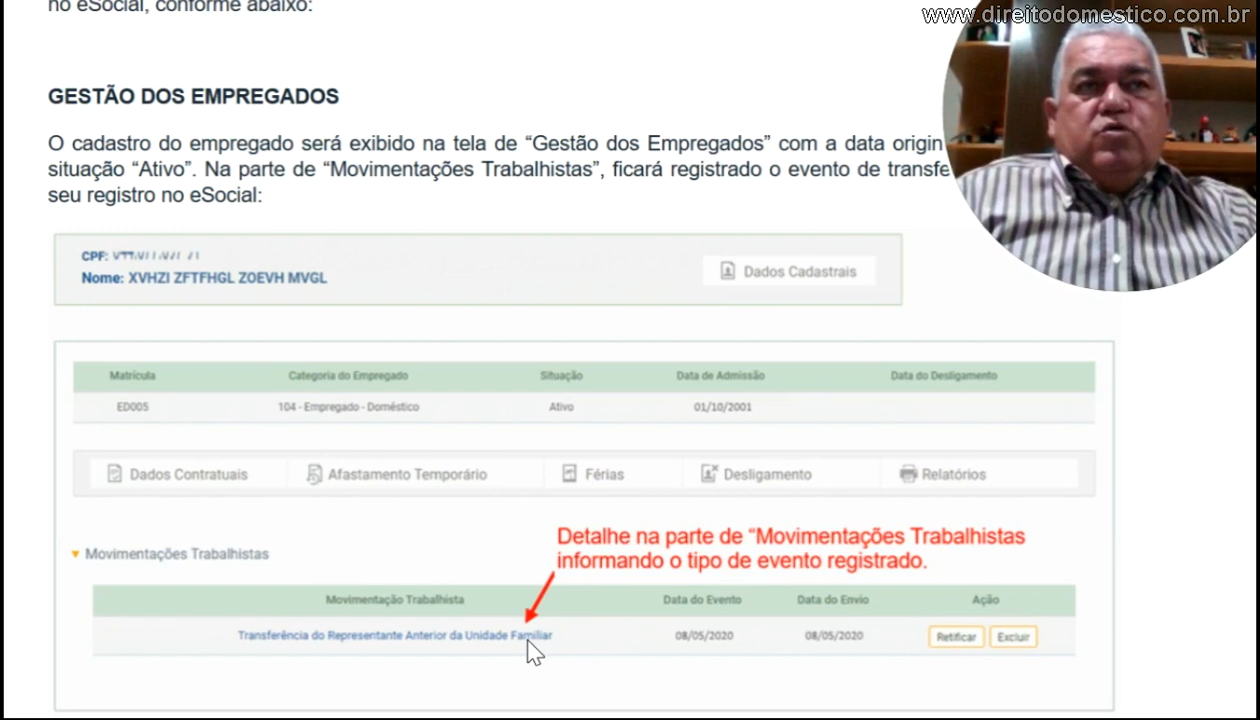 no eSocial, conforme abaixo:
www.direitodomestico.com.br
GESTÃO DOS EMPREGADOS
O cadastro do empregado será exibido na tela de “Gestão dos Empregados” com a data origin
situação “Ativo”. Na parte de “Movimentações Trabalhistas”, ficará registrado o evento de transfe
seu registro no eSocial:
CPF:
Nome: XVHZI ZFTFHGL ZOEVH MVGL
Dados Cadastrais
Matrícula Categoria do Empregado Situação Data de Admissão Data do Desligamento
ED005 104 - Empregado - Doméstico Ativo 01/10/2001
Dados Contratuais Afastamento Temporário Férias Desligamento Relatórios
Detalhe na parte de “Movimentações Trabalhistas
informando o tipo de evento registrado.
Movimentações Trabalhistas
Movimentação Trabalhista Data do Evento Data do Envio Ação
Transferência do Representante Anterior da Unidade Familiar 08/05/2020 08/05/2020 Retificar Excluir